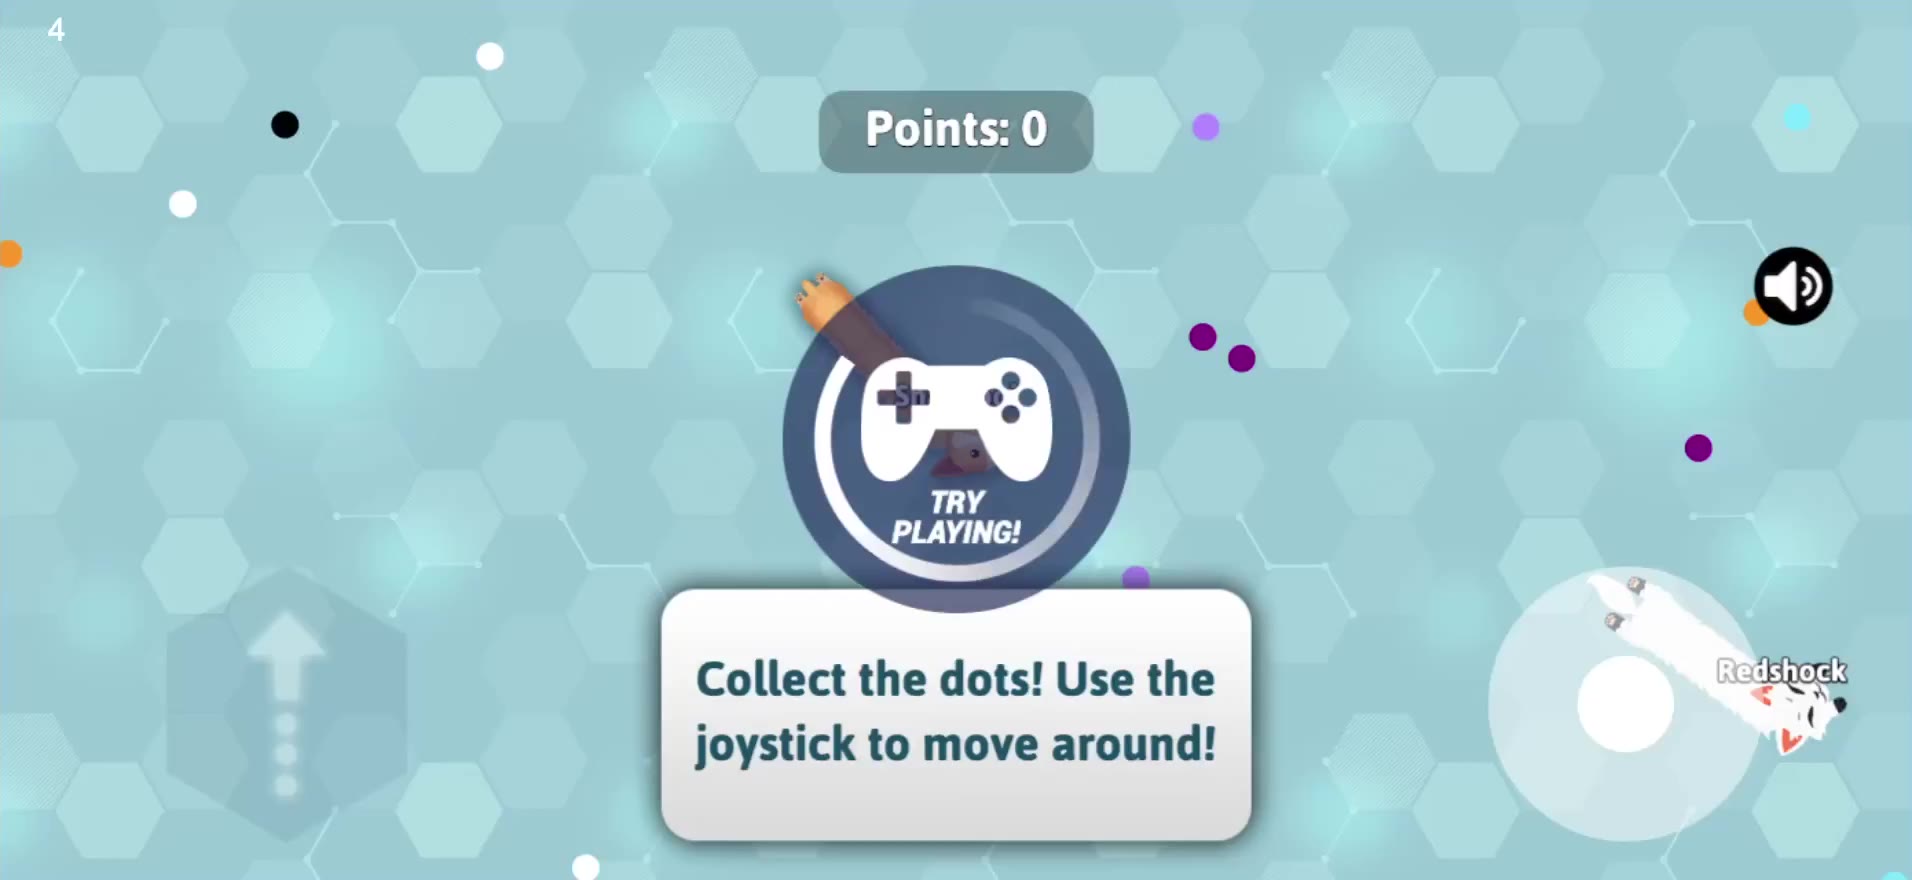 4
Points: 0
TRY
PLAYING!
Redshock
Collect the dots! Use the
joystick to move around!